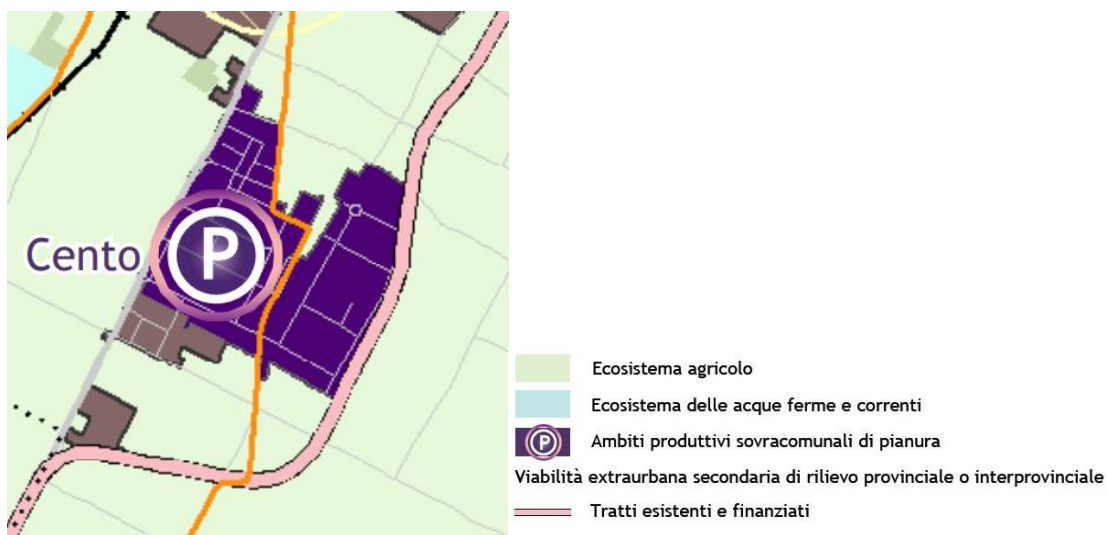 P
Cento
Ecosistema agricolo
Ecosistema delle acque ferme e correnti
P
Ambiti produttivi sovracomunali di pianura
Viabilità extraurbana secondaria di rilievo provinciale o interprovinciale
Tratti esistenti e finanziati